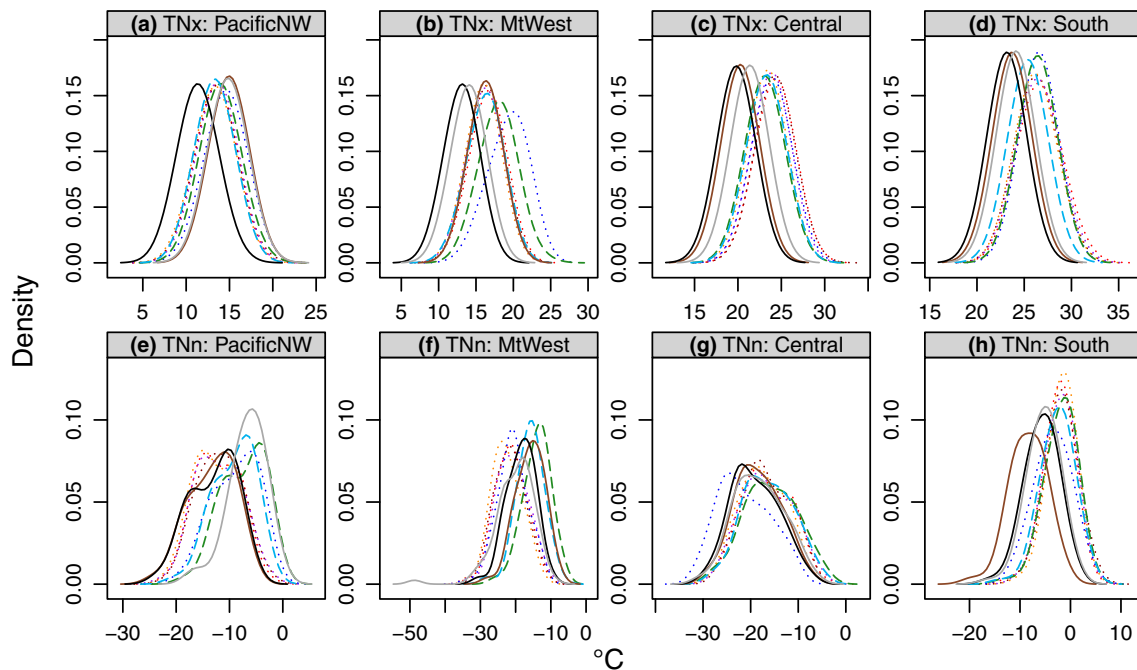 (a) TNx: PacificNW
(b) TNx: MtWest
(c) TNx: Central
(d) TNx: South
0.00 0.05 0.10 0.15
0.00 0.05 0.10 0.15
0.00 0.05 0.10 0.15
0.00 0.05 0.10 0.15
5 10 15 20 25
5 10 15 20 25 30
15 20 25 30 35
15 20 25 30 35
Density
(e) TNn: PacificNW
(f) TNn: MtWest
(g) TNn: Central
(h) TNn: South
0.00 0.05 0.10
0.00 0.05 0.10
0.00 0.05 0.10
0.00 0.05 0.10
−30 −20 −10 0
−50 −30 −10 0
−40 −30 −20 −10 0
−20 −10 0 10
°C